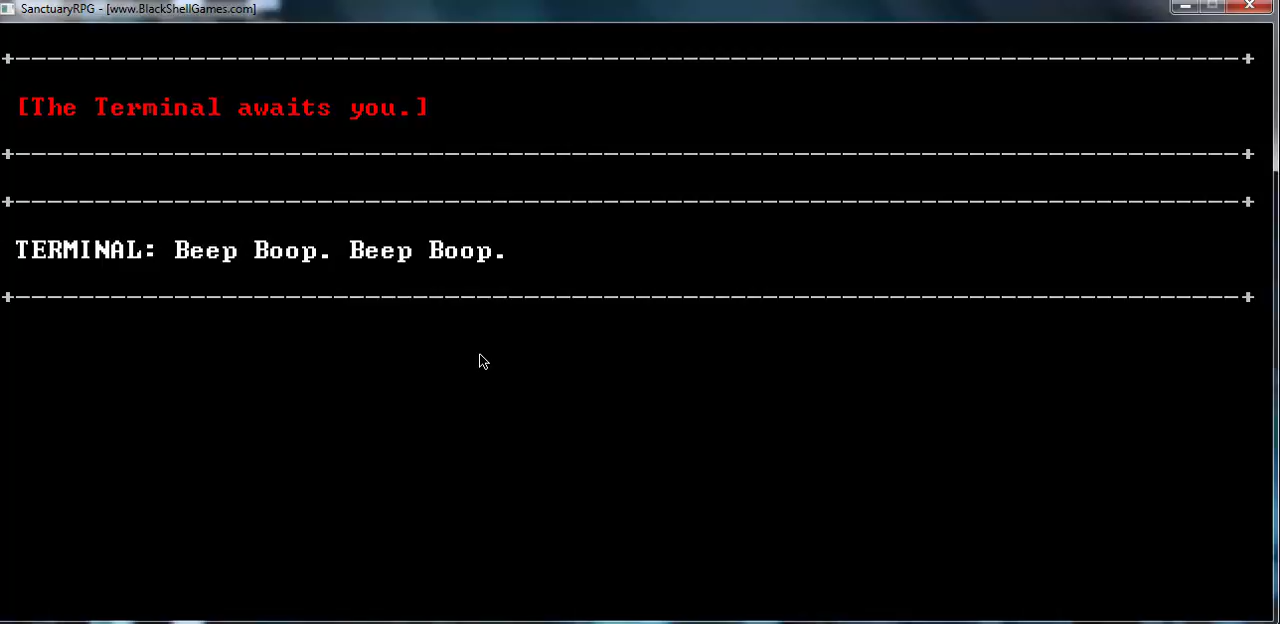 SanctuaryRPG - [www.BlackShellGames.com]
[The Terminal awaits you.]
TERMINAL: Beep Boop. Beep Boop.